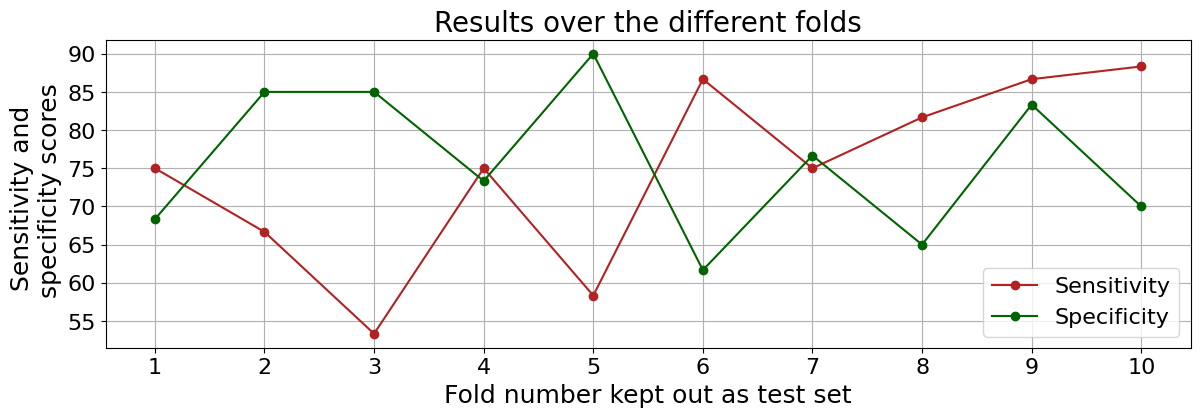 Results over the different folds
Sensitivity and
specificity scores
90
85
80
75
70
65
60
55
1 2 3 4 5 6 7 8 9 10
Fold number kept out as test set
Sensitivity
Specificity